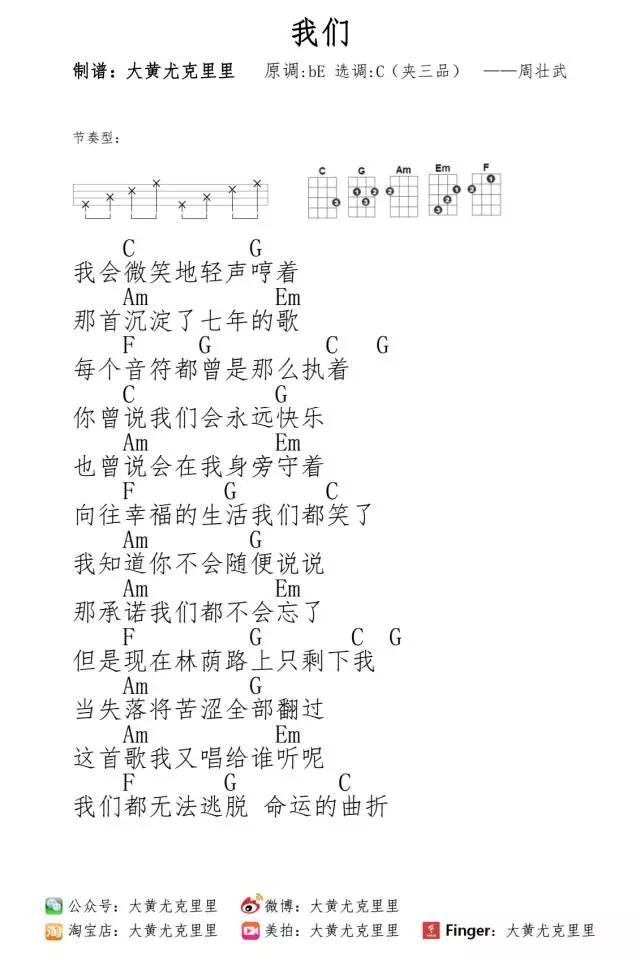 我们
制谱：大黄尤克里里 原调:bE 选调:C（夹三品） ——周壮武
节奏型：
C G Am Em F
C G
我会微笑地轻声哼着
Am Em
那首沉淀了七年的歌
F G C G
每个音符都曾是那么执着
C G
你曾说我们会永远快乐
Am Em
也曾说会在我身旁守着
F G C
向往幸福的生活我们都笑了
Am G
我知道你不会随便说说
Am Em
那承诺我们都不会忘了
F G C G
但是现在林荫路上只剩下我
Am G
当失落将苦涩全部翻过
Am Em
这首歌我又唱给谁听呢
F G C
我们都无法逃脱 命运的曲折
公众号：大黄尤克里里 微博：大黄尤克里里
淘宝店：大黄尤克里里 美拍：大黄尤克里里 Finger：大黄尤克里里